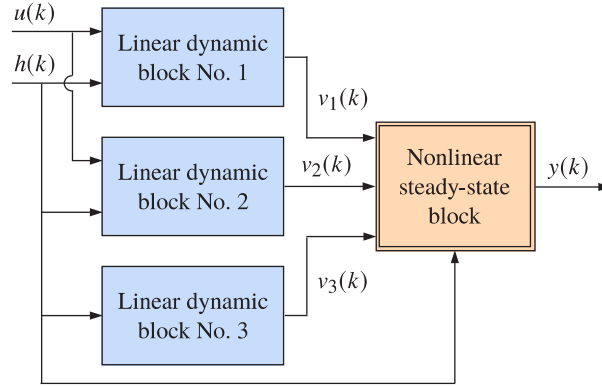 u(k)
h(k)
Linear dynamic
block No. 1
v₁(k)
Linear dynamic
block No. 2
v₂(k)
Linear dynamic
block No. 3
v₃(k)
Nonlinear
steady-state
block
y(k)